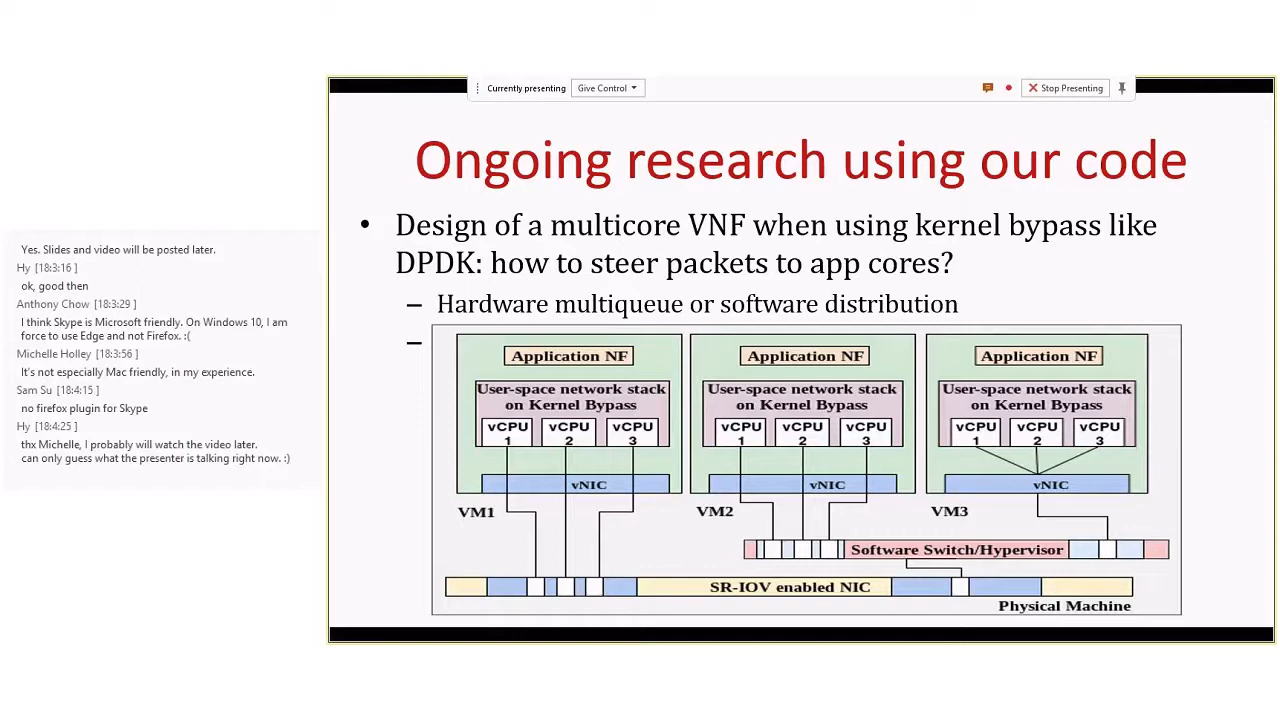 Currently presenting
Give Control
Stop Presenting
Ongoing research using our code
• Design of a multicore VNF when using kernel bypass like
DPDK: how to steer packets to app cores?
– Hardware multiqueue or software distribution
–
Application NF
User-space network stack
on Kernel Bypass
vCPU 1
vCPU 2
vCPU 3
vNIC
VM1
Application NF
User-space network stack
on Kernel Bypass
vCPU 1
vCPU 2
vCPU 3
vNIC
VM2
Application NF
User-space network stack
on Kernel Bypass
vCPU 1
vCPU 2
vCPU 3
vNIC
VM3
Software Switch/Hypervisor
SR-IOV enabled NIC
Physical Machine
Yes. Slides and video will be posted later.
Hy [18:3:16 ]
ok, good then
Anthony Chow [18:3:29 ]
I think Skype is Microsoft friendly. On Windows 10, I am
force to use Edge and not Firefox. :(
Michelle Holley [18:3:56 ]
It's not especially Mac friendly, in my experience.
Sam Su [18:4:15 ]
no firefox plugin for Skype
Hy [18:4:25 ]
thx Michelle, I probably will watch the video later.
can only guess what the presenter is talking right now. :)